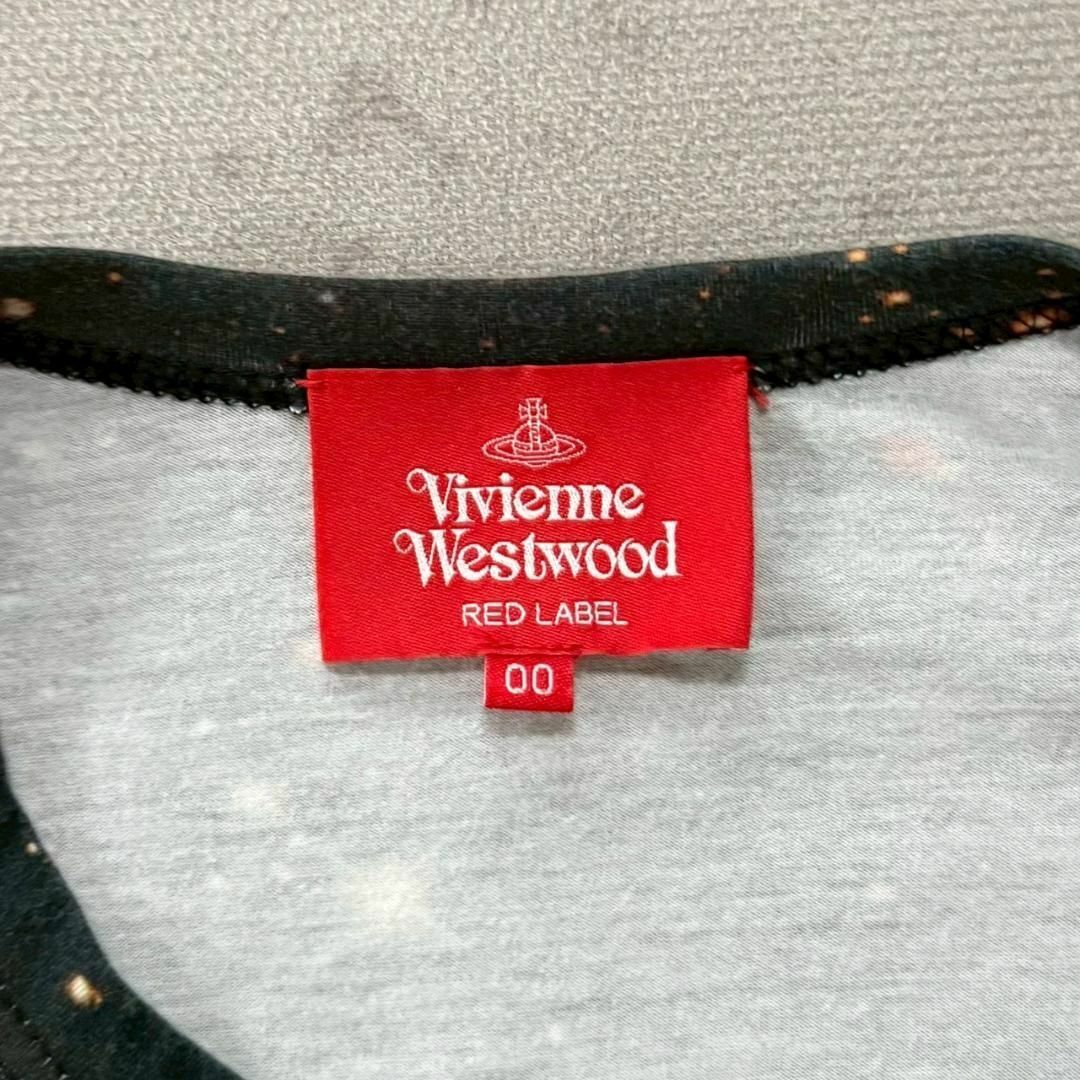 Vivienne
Westwood
RED LABEL
00